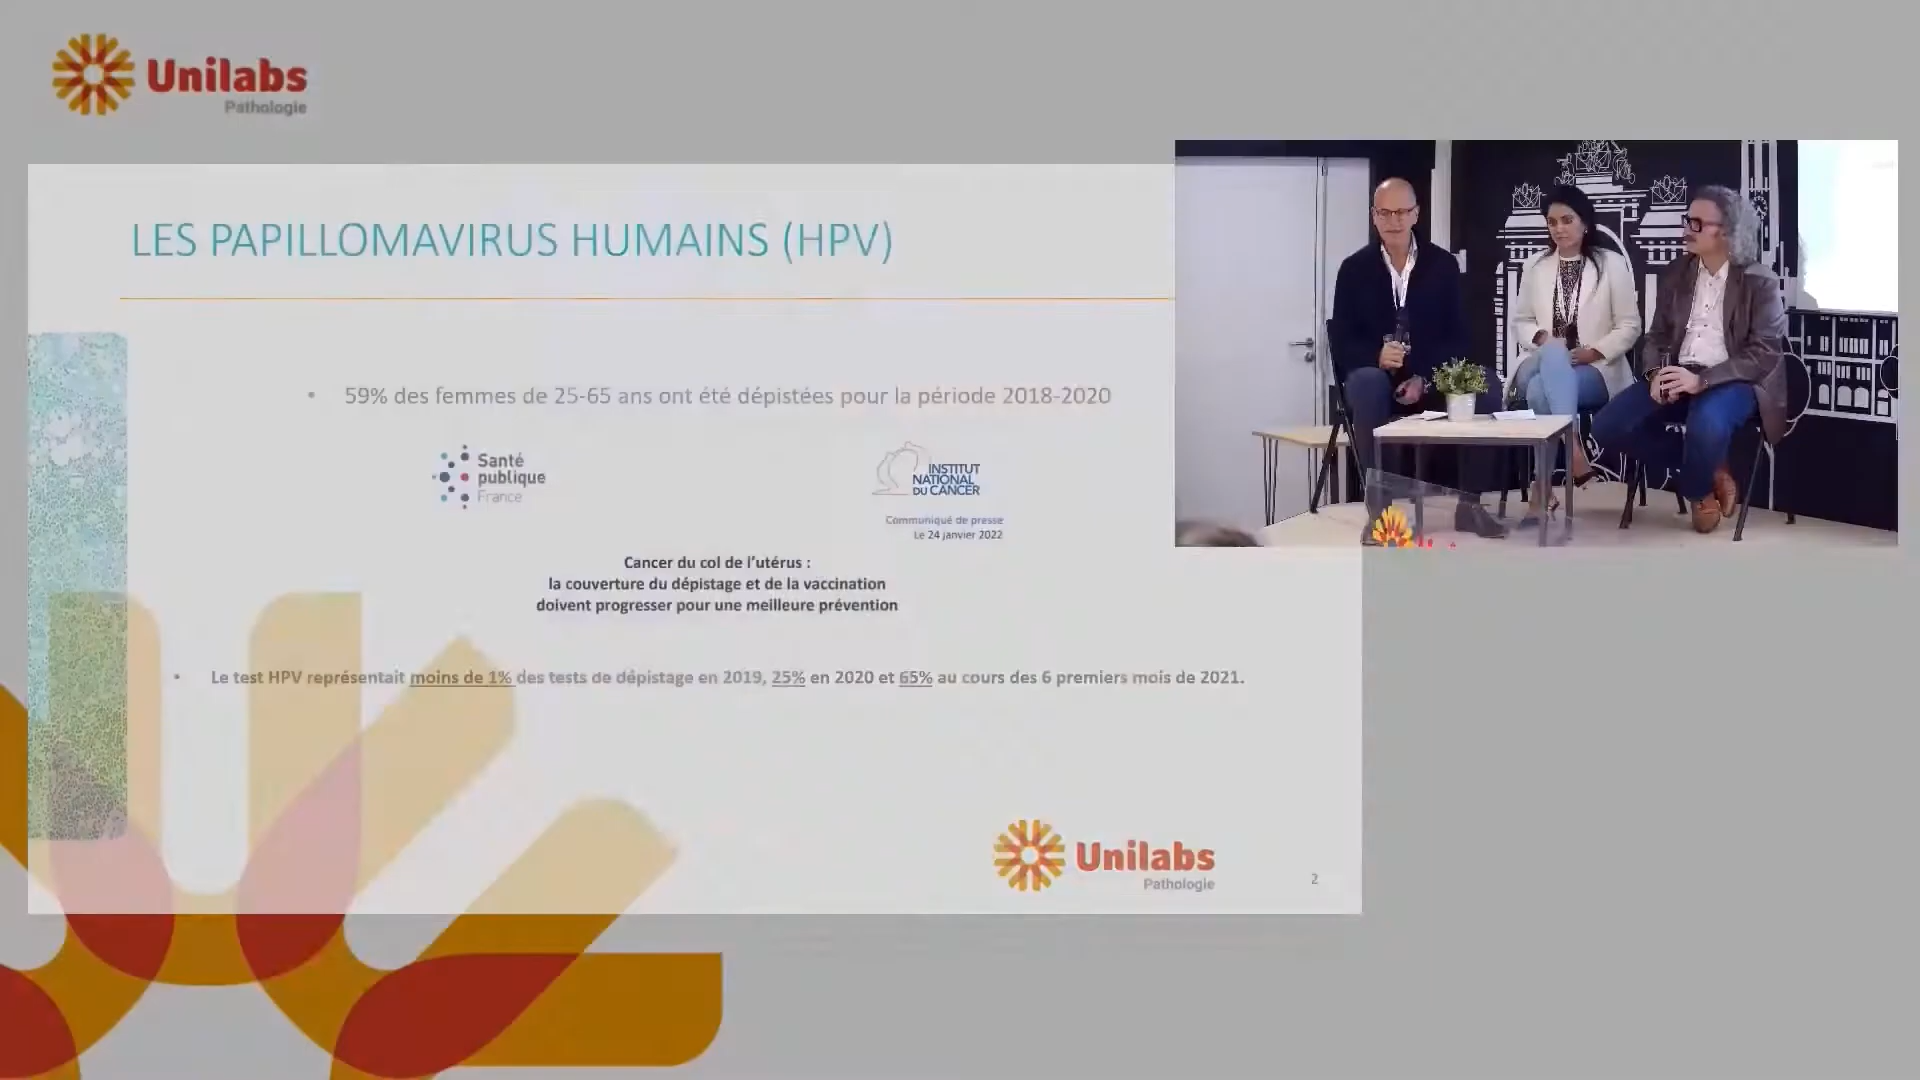 Unilabs
Pathologie
LES PAPILLOMAVIRUS HUMAINS (HPV)
• 59% des femmes de 25-65 ans ont été dépistées pour la période 2018-2020
Santé
publique
France
INSTITUT
NATIONAL
DU CANCER
Communiqué de presse
Le 24 janvier 2022
Cancer du col de l'utérus :
la couverture du dépistage et de la vaccination
doivent progresser pour une meilleure prévention
• Le test HPV représentait moins de 1% des tests de dépistage en 2019, 25% en 2020 et 65% au cours des 6 premiers mois de 2021.
Unilabs
Pathologie
2